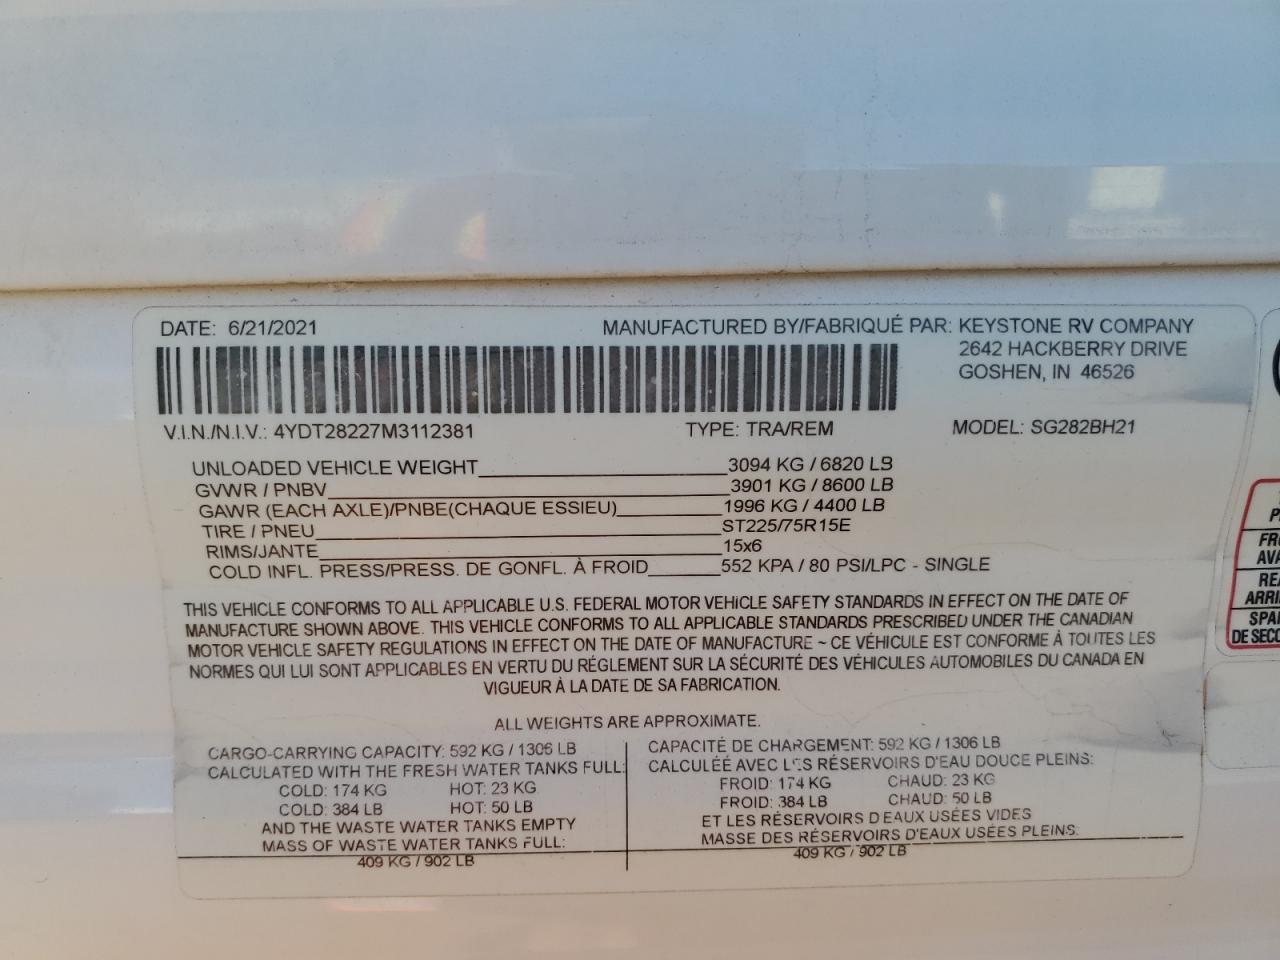 DATE: 6/21/2021
MANUFACTURED BY/FABRIQUÉ PAR: KEYSTONE RV COMPANY
2642 HACKBERRY DRIVE
GOSHEN, IN 46526
V.I.N./N.I.V.: 4YDT28227M3112381 TYPE: TRA/REM MODEL: SG282BH21
UNLOADED VEHICLE WEIGHT 3094 KG / 6820 LB
GVWR / PNBV 3901 KG / 8600 LB
GAWR (EACH AXLE)/PNBE(CHAQUE ESSIEU) 1996 KG / 4400 LB
TIRE / PNEU ST225/75R15E
RIMS/JANTE 15x6
COLD INFL. PRESS/PRESS. DE GONFL. À FROID 552 KPA / 80 PSI/LPC - SINGLE
THIS VEHICLE CONFORMS TO ALL APPLICABLE U.S. FEDERAL MOTOR VEHICLE SAFETY STANDARDS IN EFFECT ON THE DATE OF
MANUFACTURE SHOWN ABOVE. THIS VEHICLE CONFORMS TO ALL APPLICABLE STANDARDS PRESCRIBED UNDER THE CANADIAN
MOTOR VEHICLE SAFETY REGULATIONS IN EFFECT ON THE DATE OF MANUFACTURE ~ CE VÉHICULE EST CONFORME À TOUTES LES
NORMES QUI LUI SONT APPLICABLES EN VERTU DU RÉGLEMENT SUR LA SÉCURITÉ DES VÉHICULES AUTOMOBILES DU CANADA EN
VIGUEUR À LA DATE DE SA FABRICATION.
ALL WEIGHTS ARE APPROXIMATE.
CARGO-CARRYING CAPACITY: 592 KG / 1306 LB
CALCULATED WITH THE FRESH WATER TANKS FULL:
COLD: 174 KG HOT: 23 KG
COLD: 384 LB HOT: 50 LB
AND THE WASTE WATER TANKS EMPTY
MASS OF WASTE WATER TANKS FULL:
409 KG / 902 LB
CAPACITÉ DE CHARGEMENT: 592 KG / 1306 LB
CALCULÉE AVEC LES RÉSERVOIRS D'EAU DOUCE PLEINS:
FROID: 174 KG CHAUD: 23 KG
FROID: 384 LB CHAUD: 50 LB
ET LES RÉSERVOIRS D'EAUX USÉES VIDES
MASSE DES RÉSERVOIRS D'EAUX USÉES PLEINS:
409 KG / 902 LB